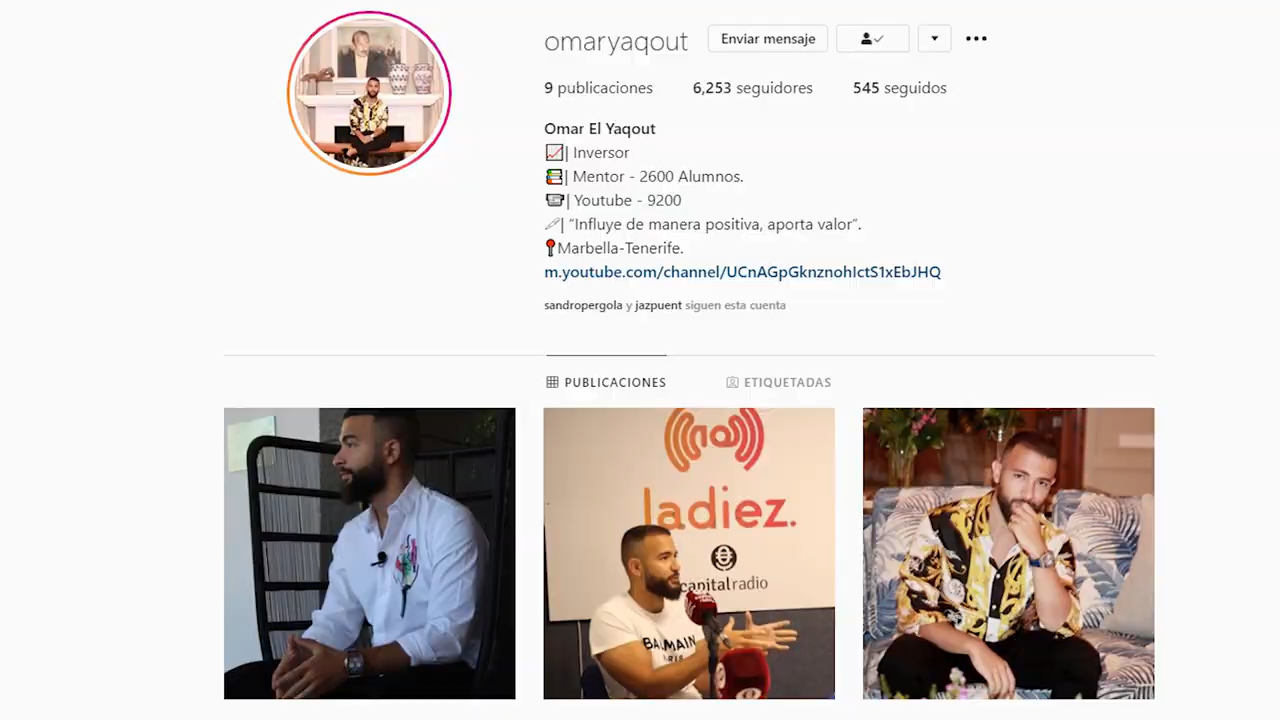 omaryaqout
Enviar mensaje
9 publicaciones
6,253 seguidores
545 seguidos
Omar El Yaqout
| Inversor
| Mentor - 2600 Alumnos.
| Youtube - 9200
| “Influye de manera positiva, aporta valor”.
Marbella-Tenerife.
m.youtube.com/channel/UCnAGpGknznohIctS1xEbJHQ
sandropergola y jazpuent siguen esta cuenta
PUBLICACIONES
ETIQUETADAS
ladiez.
capitalradio
BALMAIN
PARIS